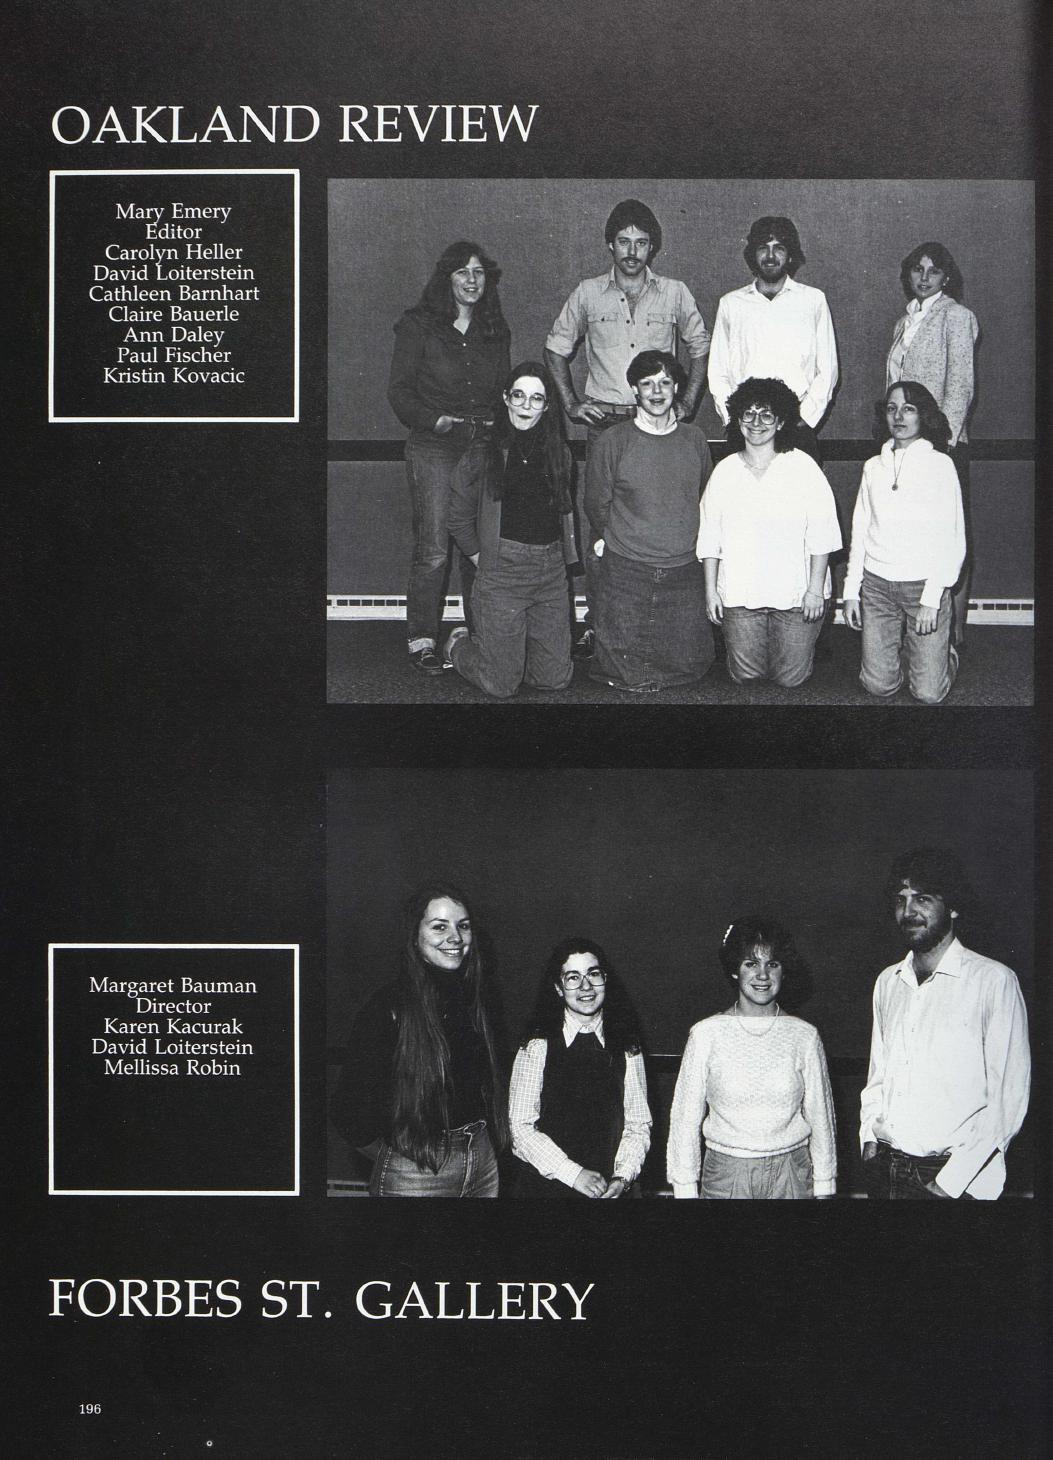 OAKLAND REVIEW
Mary Emery
Editor
Carolyn Heller
David Loiterstein
Cathleen Barnhart
Claire Bauerle
Ann Daley
Paul Fischer
Kristin Kovacic
Margaret Bauman
Director
Karen Kacurak
David Loiterstein
Mellissa Robin
FORBES ST. GALLERY
196